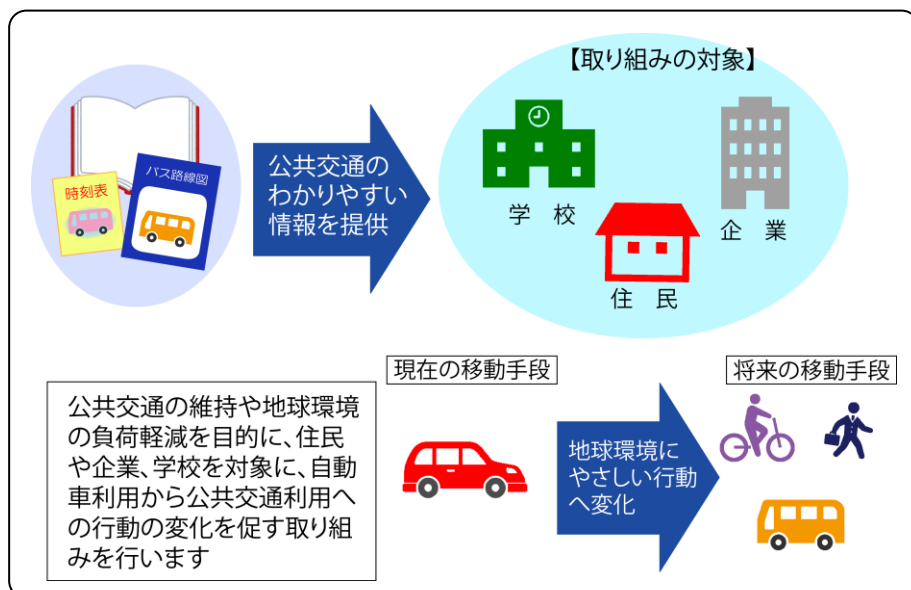 【取り組みの対象】
時刻表
バス路線図
公共交通の
わかりやすい
情報を提供
学　校
企　業
住　民
現在の移動手段
将来の移動手段
公共交通の維持や地球環境
の負荷軽減を目的に、住民
や企業、学校を対象に、自動
車利用から公共交通利用へ
の行動の変化を促す取り組
みを行います
地球環境に
やさしい行動
へ変化